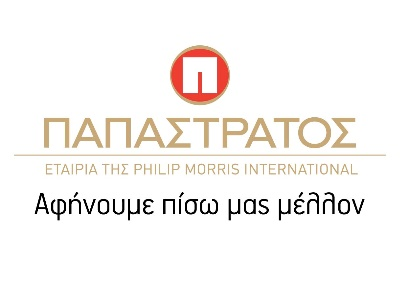 Π
ΠΑΠΑΣΤΡΑΤΟΣ
ΕΤΑΙΡΙΑ ΤΗΣ PHILIP MORRIS INTERNATIONAL
Αφήνουμε πίσω μας μέλλον